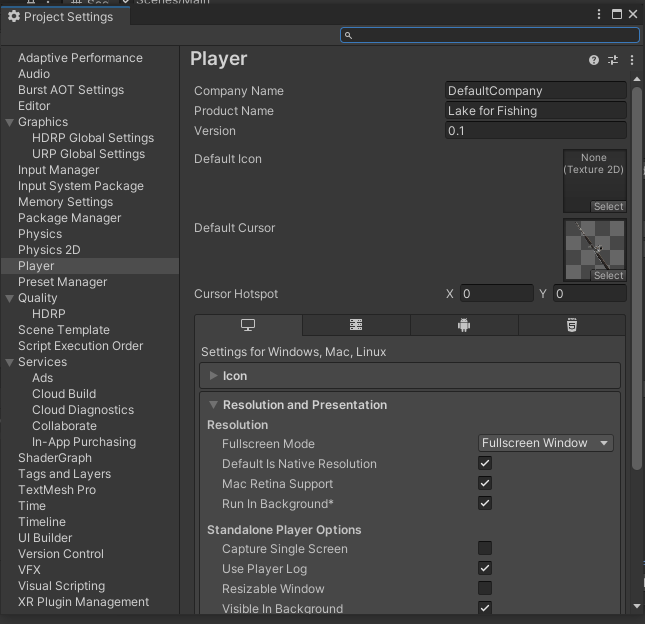 Project Settings
Adaptive Performance
Audio
Burst AOT Settings
Editor
Graphics
HDRP Global Settings
URP Global Settings
Input Manager
Input System Package
Memory Settings
Package Manager
Physics
Physics 2D
Player
Preset Manager
Quality
HDRP
Scene Template
Script Execution Order
Services
Ads
Cloud Build
Cloud Diagnostics
Collaborate
In-App Purchasing
ShaderGraph
Tags and Layers
TextMesh Pro
Time
Timeline
UI Builder
Version Control
VFX
Visual Scripting
XR Plugin Management
Player
Company Name DefaultCompany
Product Name Lake for Fishing
Version 0.1
Default Icon
None
(Texture 2D)
Select
Default Cursor
Select
Cursor Hotspot X 0 Y 0
Settings for Windows, Mac, Linux
Icon
Resolution and Presentation
Resolution
Fullscreen Mode Fullscreen Window
Default Is Native Resolution
Mac Retina Support
Run In Background*
Standalone Player Options
Capture Single Screen
Use Player Log
Resizable Window
Visible In Background